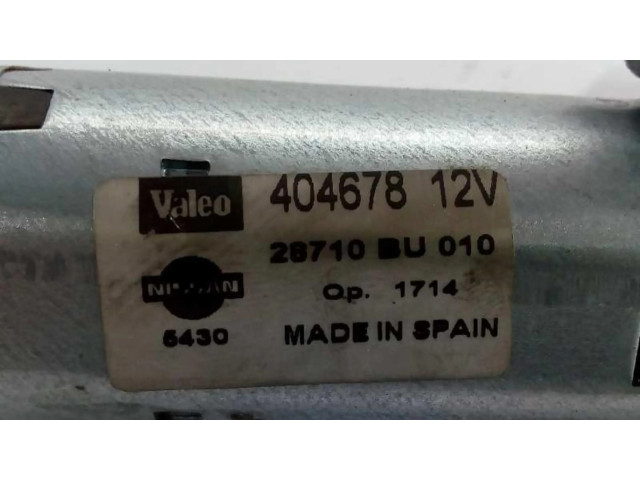 Valeo 404678 12V
28710 BU 010
NISSAN Op. 1714
5430 MADE IN SPAIN